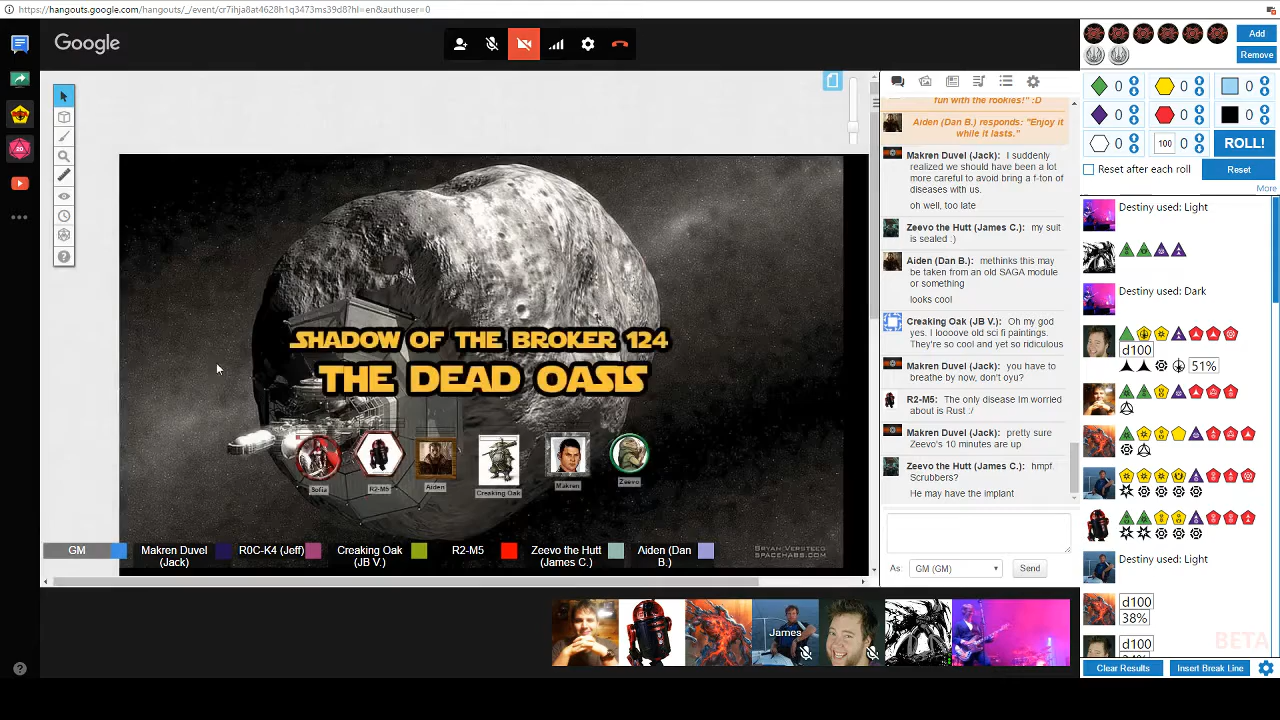 https://hangouts.google.com/hangouts/_/event/cr7ihja8at4628h1q3473ms39d8?hl=en&authuser=0
Google
Add
Remove
0
0
0
0
0
0
0
100
0
ROLL!
Reset after each roll
Reset
More
fun with the rookies!" :D
Aiden (Dan B.) responds: "Enjoy it
while it lasts."
Makren Duvel (Jack): I suddenly
realized we should have been a lot
more careful to avoid bring a f-ton of
diseases with us.
oh well, too late
Zeevo the Hutt (James C.): my suit
is sealed :)
Aiden (Dan B.): methinks this may
be taken from an old SAGA module
or something
looks cool
Creaking Oak (JB V.): Oh my god
yes. I loooove old sci fi paintings.
They're so cool and yet so ridiculous
Makren Duvel (Jack): you have to
breathe by now, don't oyu?
R2-M5: The only disease Im worried
about is Rust :/
Makren Duvel (Jack): pretty sure
Zeevo's 10 minutes are up
Zeevo the Hutt (James C.): hmpf.
Scrubbers?
He may have the implant
As:
GM (GM)
Send
SHADOW OF THE BROKER 124
THE DEAD OASIS
Sofia
R2-M5
Aiden
Creaking Oak
Makren
Zeevo
GM
Makren Duvel
(Jack)
R0C-K4 (Jeff)
Creaking Oak
(JB V.)
R2-M5
Zeevo the Hutt
(James C.)
Aiden (Dan
B.)
Bryan Versteeg
spacehabs.com
James
Destiny used: Light
Destiny used: Dark
d100
51%
Destiny used: Light
d100
38%
d100
BETA
Clear Results
Insert Break Line